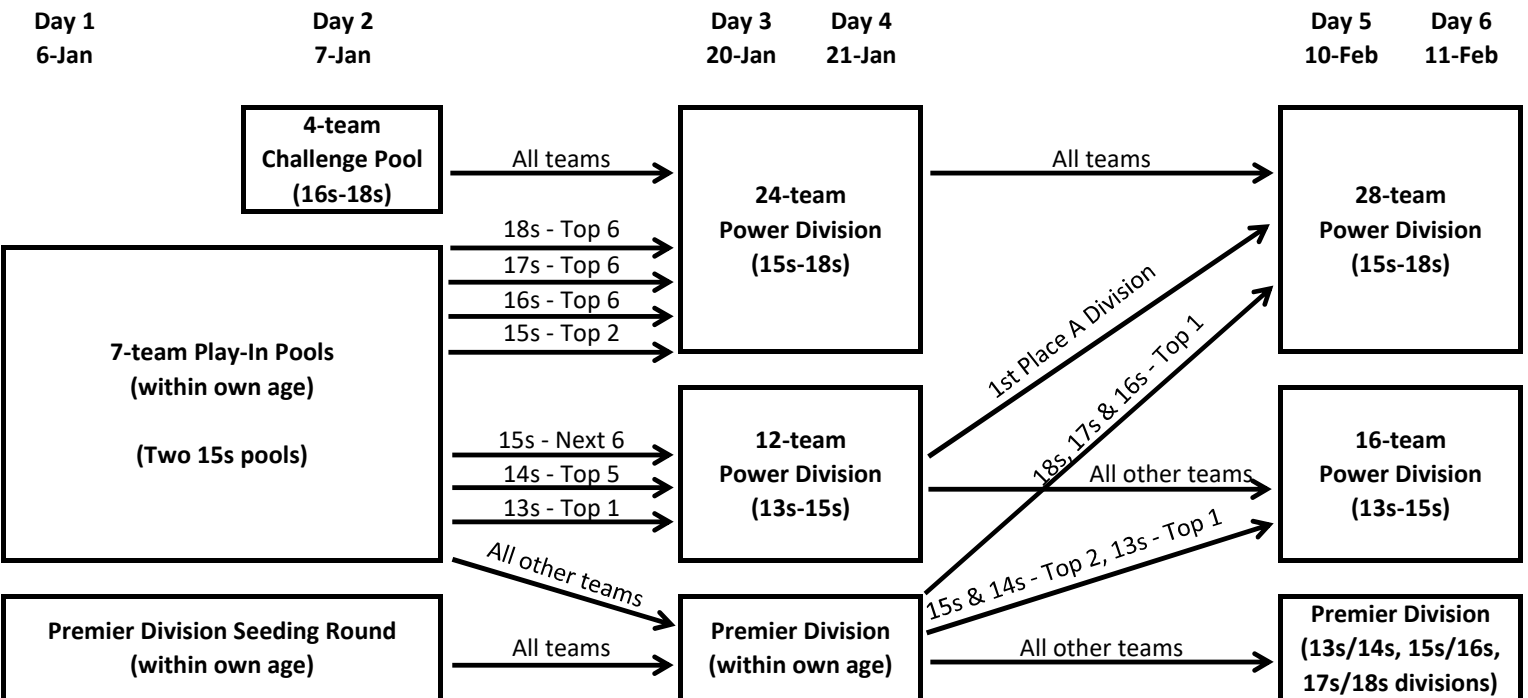 Day 1
6-Jan
Day 2
7-Jan
Day 3
20-Jan
Day 4
21-Jan
Day 5
10-Feb
Day 6
11-Feb
4-team
Challenge Pool
(16s-18s)
All teams
24-team
Power Division
(15s-18s)
All teams
28-team
Power Division
(15s-18s)
18s - Top 6
17s - Top 6
16s - Top 6
15s - Top 2
7-team Play-In Pools
(within own age)
(Two 15s pools)
1st Place A Division
18s, 17s & 16s - Top 1
15s - Next 6
14s - Top 5
13s - Top 1
12-team
Power Division
(13s-15s)
All other teams
16-team
Power Division
(13s-15s)
All other teams
15s & 14s - Top 2, 13s - Top 1
Premier Division Seeding Round
(within own age)
All teams
Premier Division
(within own age)
All other teams
Premier Division
(13s/14s, 15s/16s,
17s/18s divisions)